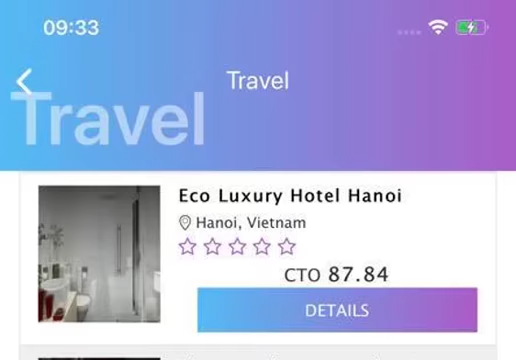 09:33
Travel
Travel
Eco Luxury Hotel Hanoi
Hanoi, Vietnam
CTO 87.84
DETAILS